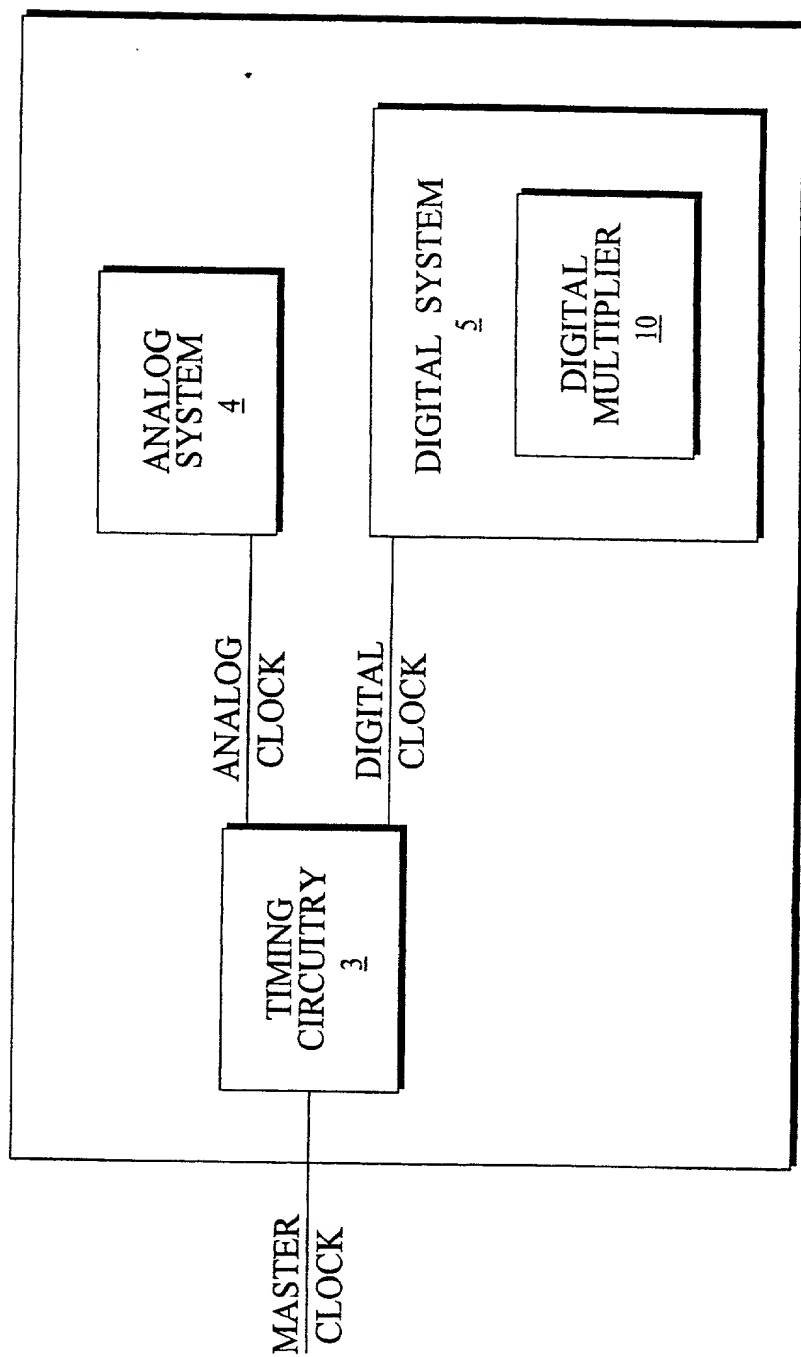 MASTER
CLOCK
TIMING
CIRCUITRY
3
ANALOG
CLOCK
DIGITAL
CLOCK
ANALOG
SYSTEM
4
DIGITAL SYSTEM
5
DIGITAL
MULTIPLIER
10